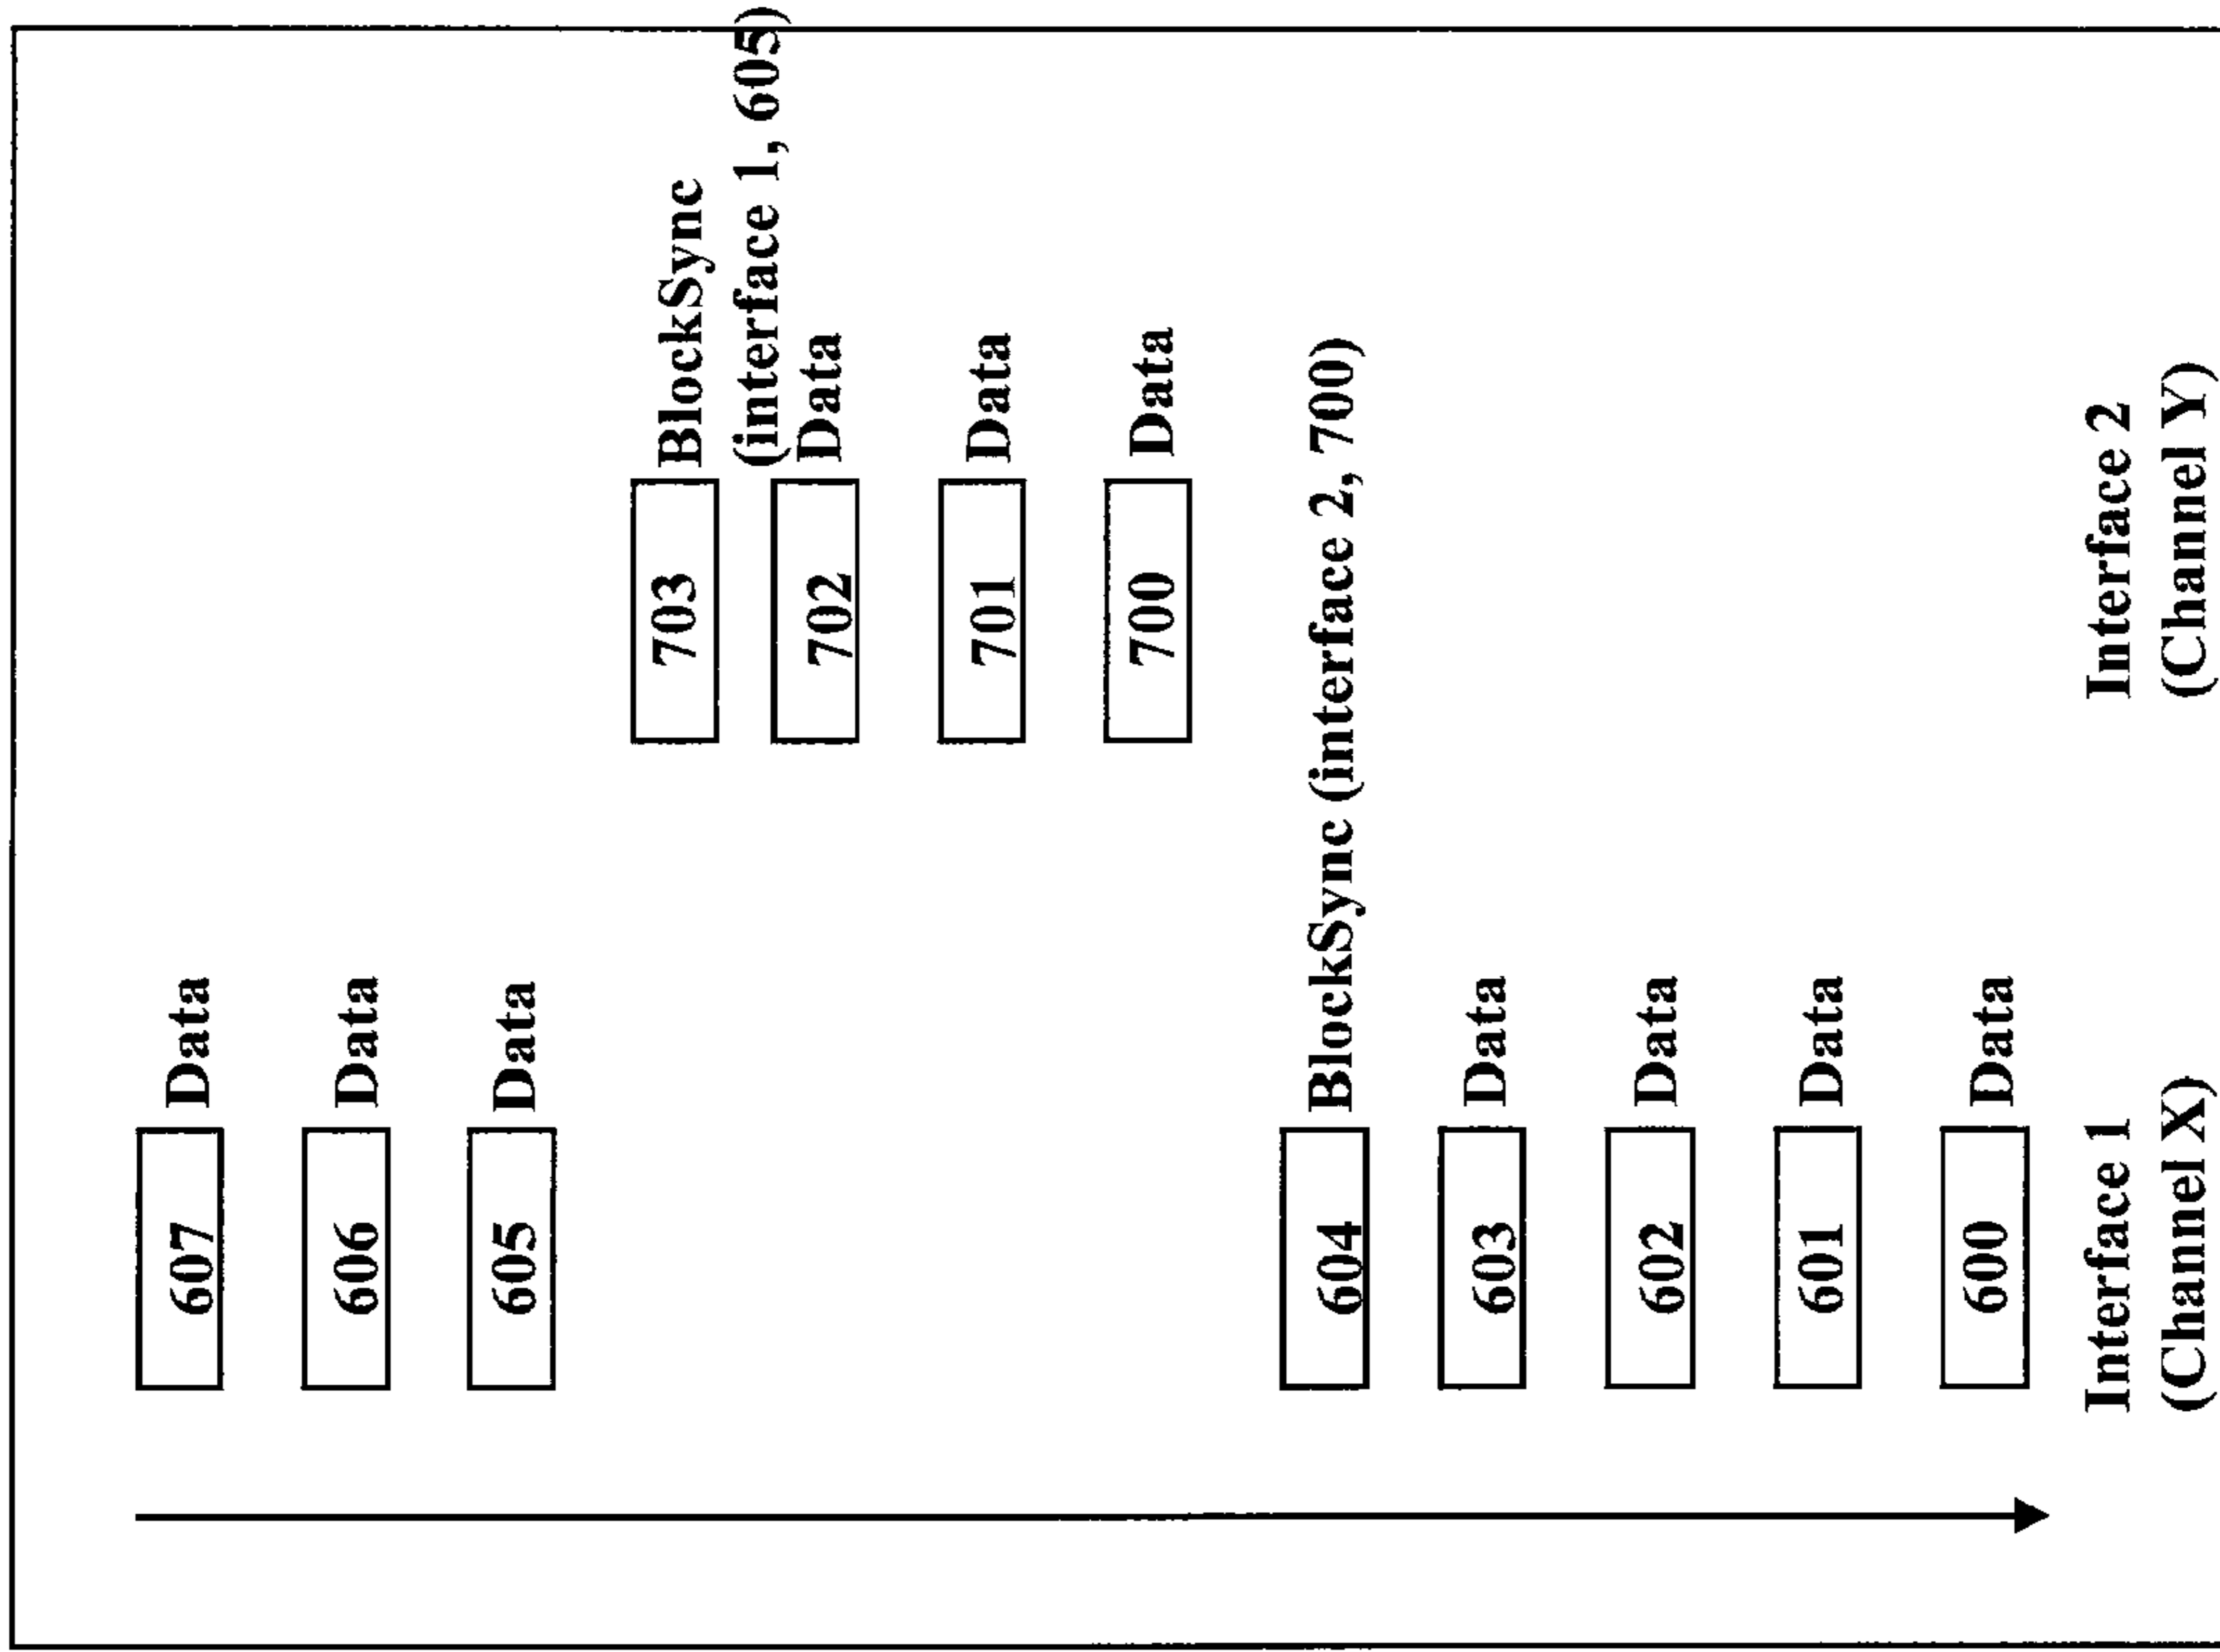 607 Data
606 Data
605 Data
703 BlockSync
(interface 1, 605)
702 Data
701 Data
700 Data
604 BlockSync (interface 2, 700)
603 Data
602 Data
601 Data
600 Data
Interface 1
(Channel X)
Interface 2
(Channel Y)